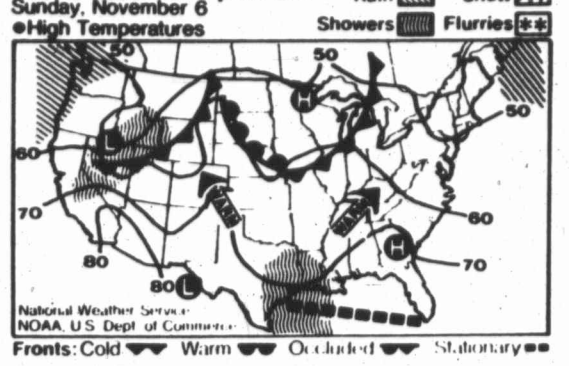 Sunday, November 6
●High Temperatures
Showers Flurries
50
50
50
60
70
80
80
60
70
L
H
H
L
WARM
WARM
National Weather Service
NOAA, U.S. Dept. of Commerce
Fronts: Cold Warm Occluded Stationary